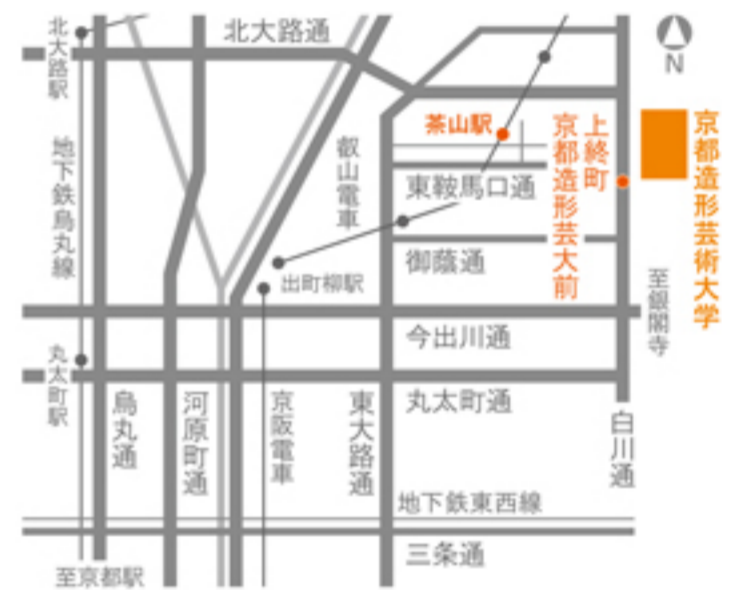 北大路駅
北大路通
N
茶山駅
上終町
京都造形芸大前
京都造形芸術大学
地下鉄烏丸線
叡山電車
東鞍馬口通
御蔭通
出町柳駅
至銀閣寺
今出川通
丸太町駅
烏丸通
河原町通
京阪電車
東大路通
丸太町通
白川通
地下鉄東西線
三条通
至京都駅